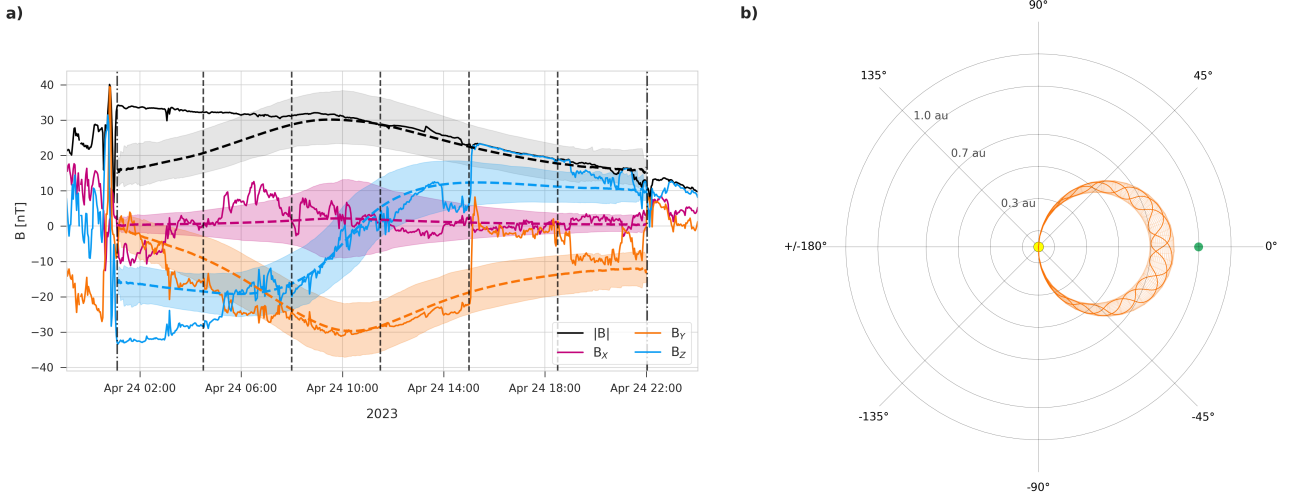 a)
B [nT]
40
30
20
10
0
−10
−20
−30
−40
|B|
B_X
B_Y
B_Z
Apr 24 02:00
Apr 24 06:00
Apr 24 10:00
Apr 24 14:00
Apr 24 18:00
Apr 24 22:00
2023
b)
90°
135°
45°
1.0 au
0.7 au
0.3 au
+/-180°
0°
-135°
-45°
-90°